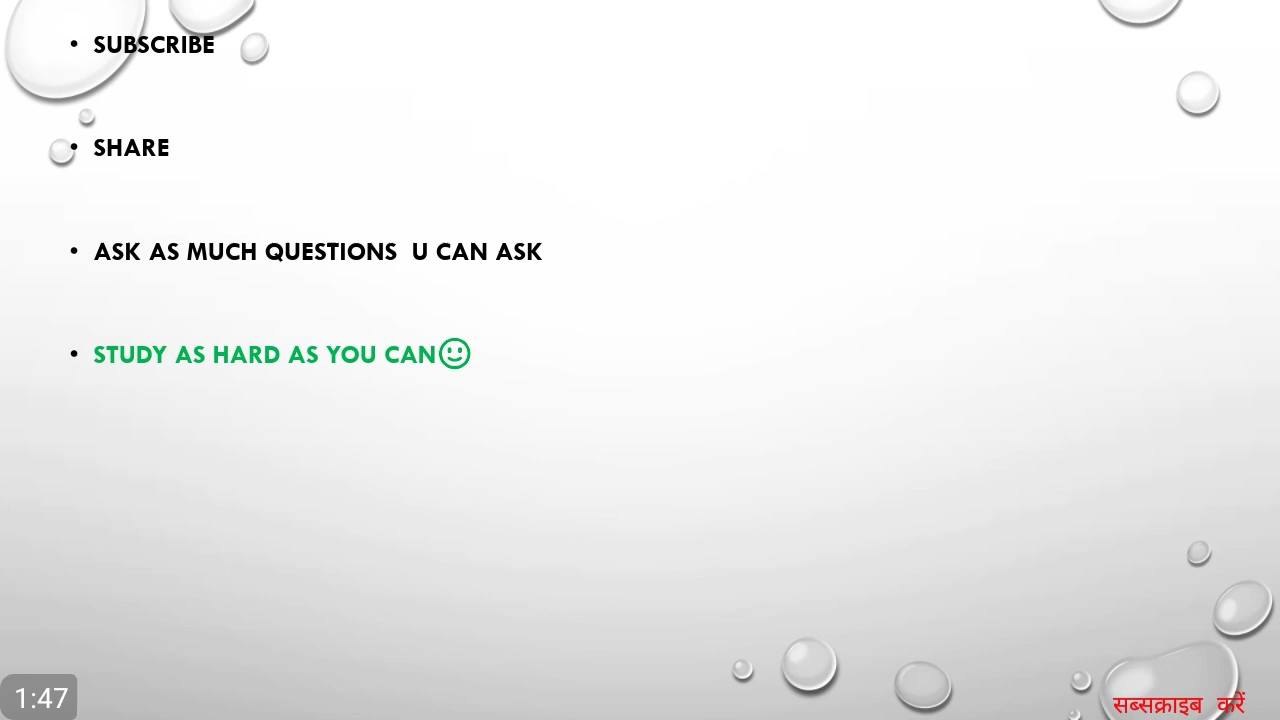 • SUBSCRIBE
• SHARE
• ASK AS MUCH QUESTIONS  U CAN ASK
• STUDY AS HARD AS YOU CAN☺
1:47
सब्सक्राइब करें